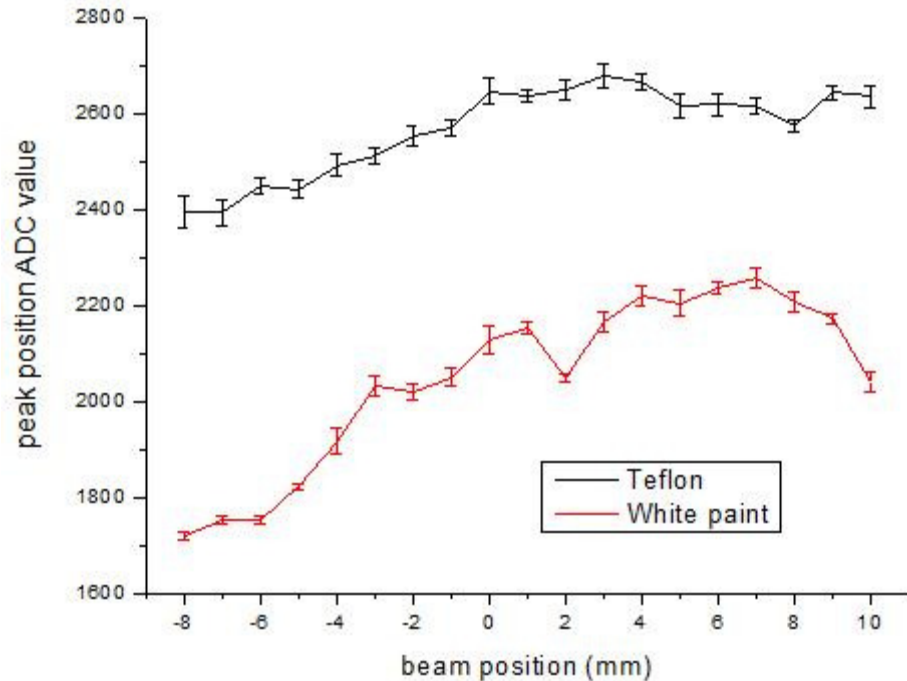 2800
2600
2400
2200
2000
1800
1600
peak position ADC value
Teflon
White paint
-8 -6 -4 -2 0 2 4 6 8 10
beam position (mm)